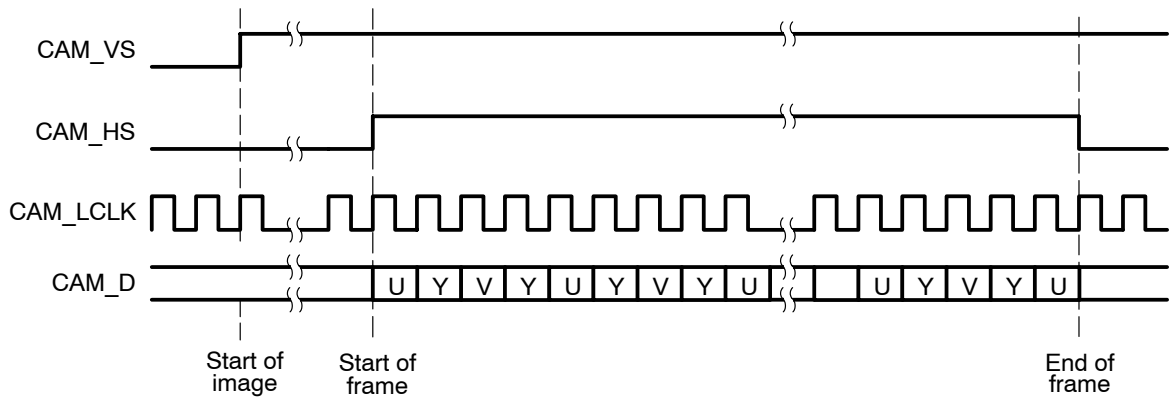 CAM_VS
CAM_HS
CAM_LCLK
CAM_D
U Y V Y U Y V Y U U Y V Y U
Start of
image
Start of
frame
End of
frame